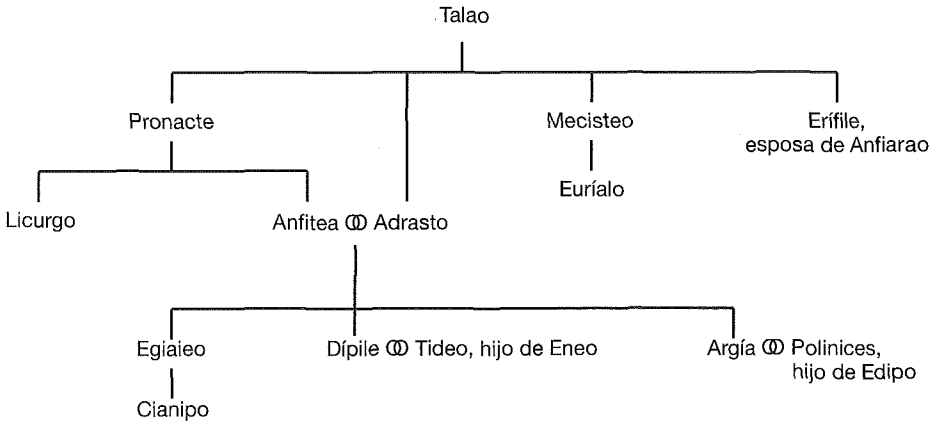 Talao
Pronacte
Mecisteo
Erífile,
esposa de Anfiarao
Euríalo
Licurgo
Anfitea ⚭ Adrasto
Egiaieo
Dípile ⚭ Tideo, hijo de Eneo
Argía ⚭ Polinices,
hijo de Edipo
Cianipo